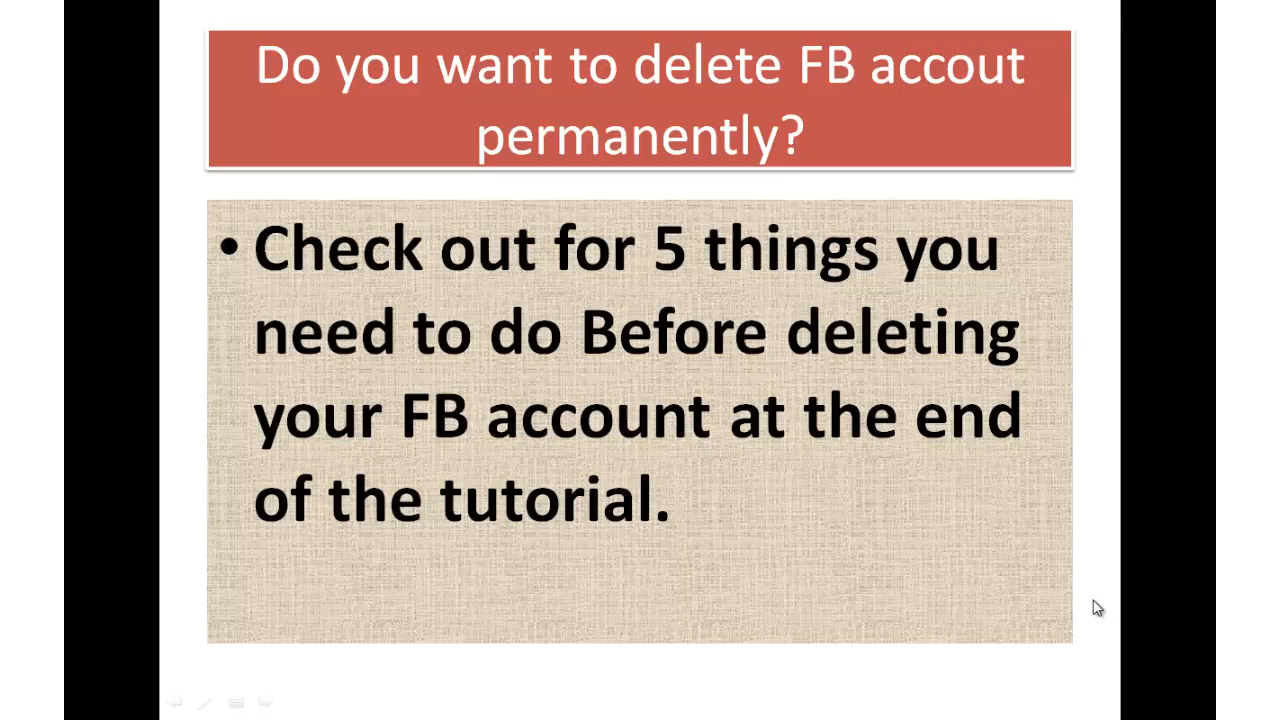 Do you want to delete FB accout
permanently?
• Check out for 5 things you
need to do Before deleting
your FB account at the end
of the tutorial.